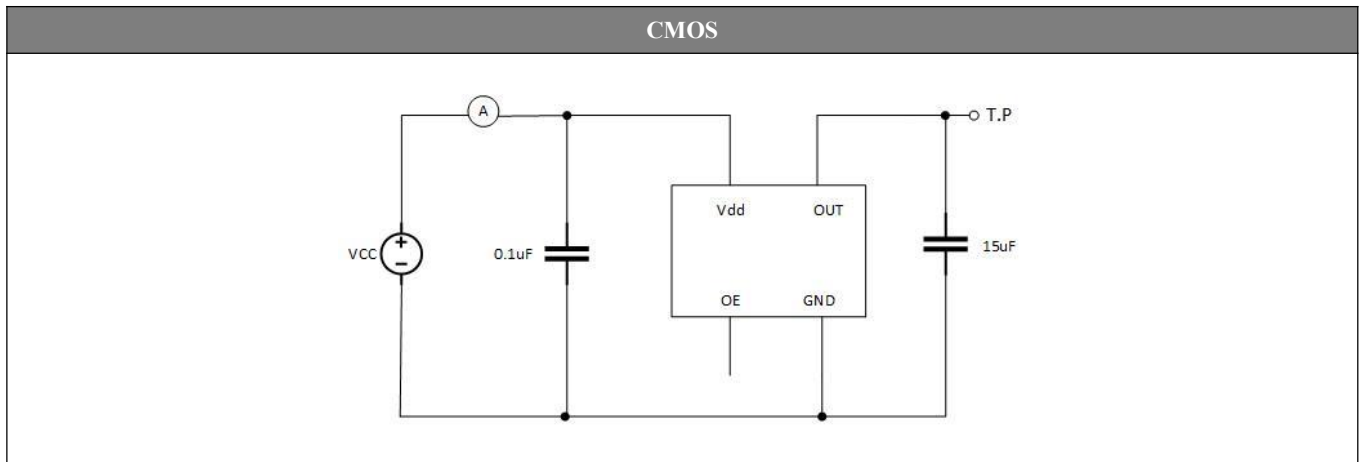 CMOS
A
T.P
Vdd OUT
VCC
+
−
0.1uF
15uF
OE GND